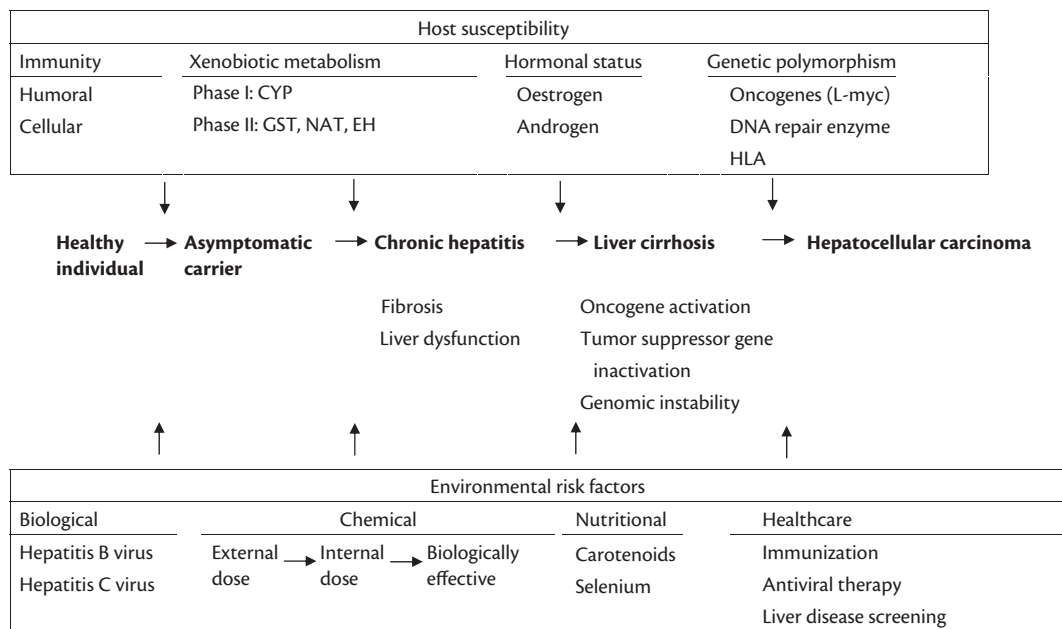 Host susceptibility
Immunity Xenobiotic metabolism Hormonal status Genetic polymorphism
Humoral Phase I: CYP Oestrogen Oncogenes (L-myc)
Cellular Phase II: GST, NAT, EH Androgen DNA repair enzyme
HLA
Healthy Asymptomatic Chronic hepatitis Liver cirrhosis Hepatocellular carcinoma
individual carrier
Fibrosis Oncogene activation
Liver dysfunction Tumor suppressor gene
inactivation
Genomic instability
Environmental risk factors
Biological Chemical Nutritional Healthcare
Hepatitis B virus External Internal Biologically Carotenoids Immunization
Hepatitis C virus dose dose effective Selenium Antiviral therapy
Liver disease screening